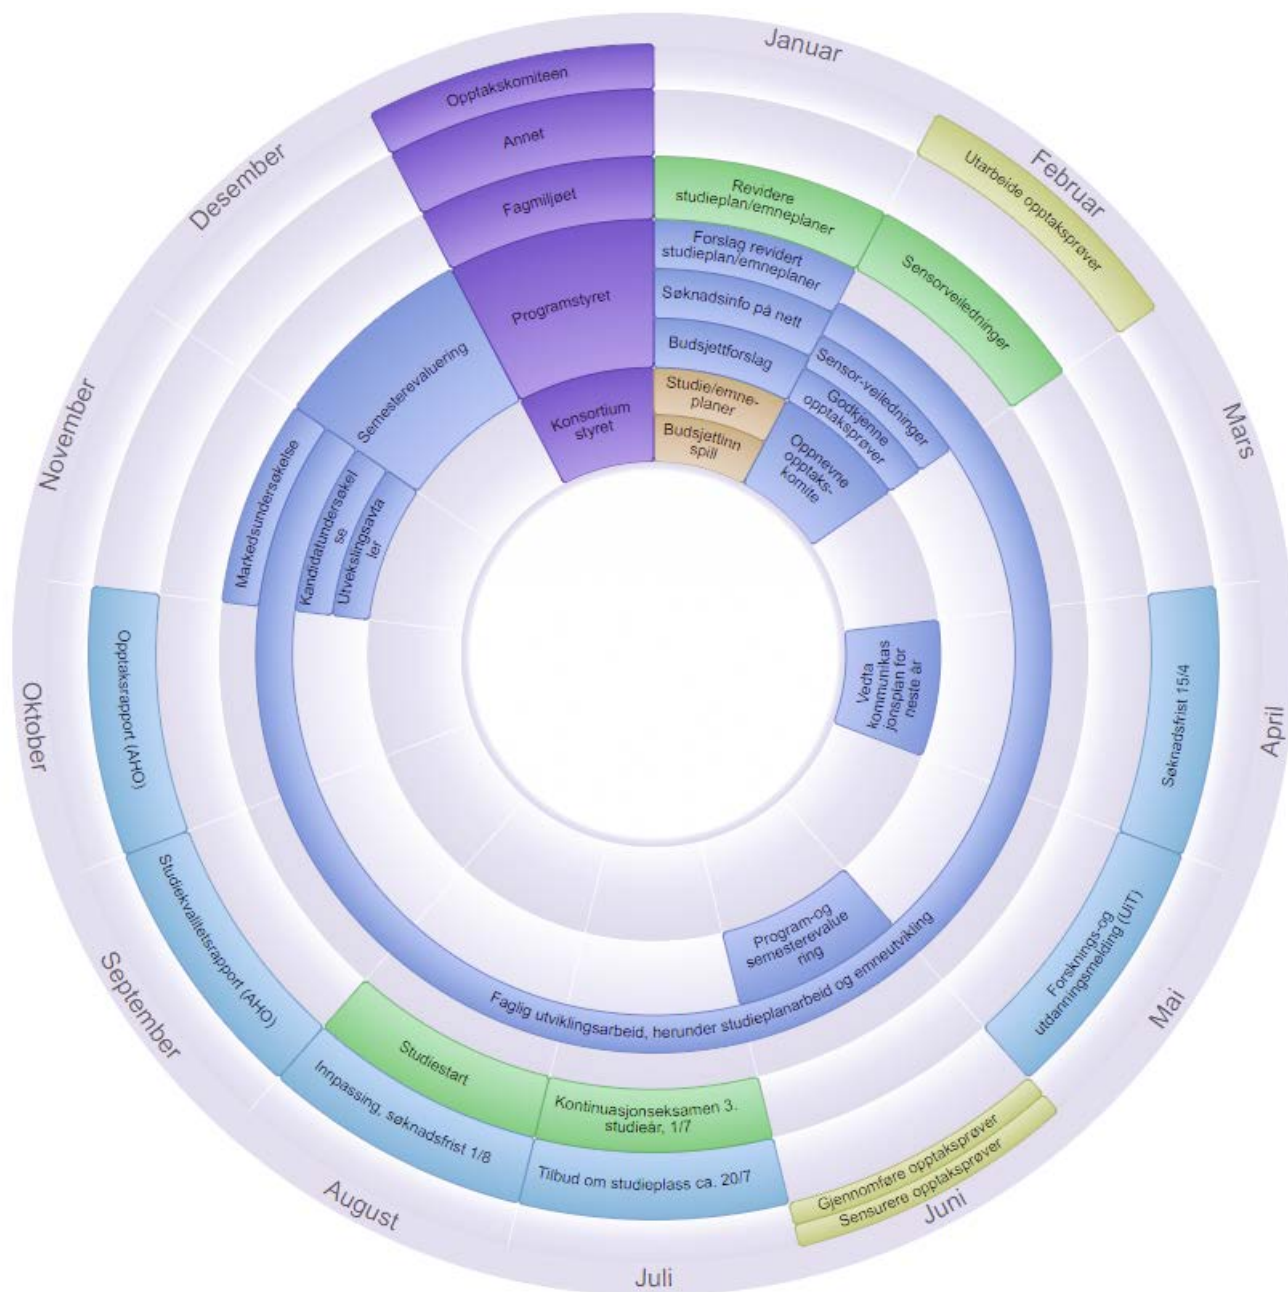 Januar
Februar
Mars
April
Mai
Juni
Juli
August
September
Oktober
November
Desember
Opptakskomiteen
Annet
Fagmiljøet
Programstyret
Konsortium
styret
Revidere
studieplan/emneplaner
Forslag revidert
studieplan/emneplaner
Søknadsinfo på nett
Budsjettforslag
Studie/emne-
planer
Budsjettinn
spill
Utarbeide opptaksprøver
Sensorveiledninger
Sensor-veiledninger
Godkjenne
opptaksprøver
Oppnevne
opptaks-
komite
Søknadsfrist 15/4
Vedta
kommunikas
jonsplan for
neste år
Forsknings-og
utdanningsmelding (UiT)
Gjennomføre opptaksprøver
Sensurere opptaksprøver
Program-og
semesterevalue
ring
Faglig utviklingsarbeid, herunder studieplanarbeid og emneutvikling
Kontinuasjonseksamen 3.
studieår, 1/7
Tilbud om studieplass ca. 20/7
Studiestart
Innpassing, søknadsfrist 1/8
Studiekvalitetsrapport (AHO)
Opptaksrapport (AHO)
Markedsundersøkelse
Kandidatundersøkel
se
Utvekslingsavta
ler
Semesterevaluering